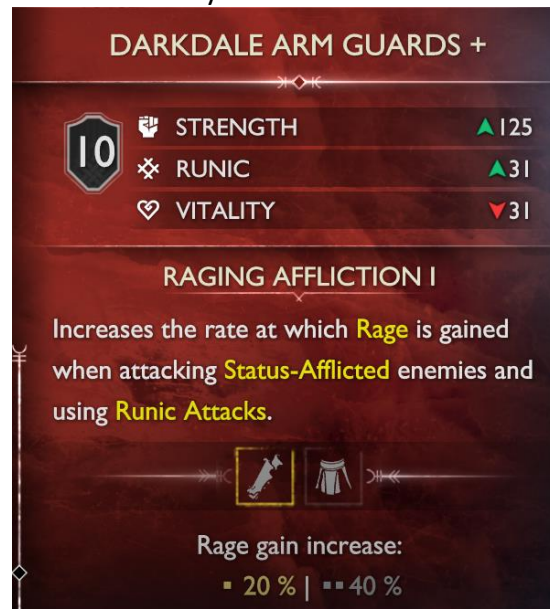 DARKDALE ARM GUARDS +
10
STRENGTH 125
RUNIC 31
VITALITY 31
RAGING AFFLICTION I
Increases the rate at which Rage is gained
when attacking Status-Afflicted enemies and
using Runic Attacks.
Rage gain increase:
▪ 20 % | ▪▪ 40 %